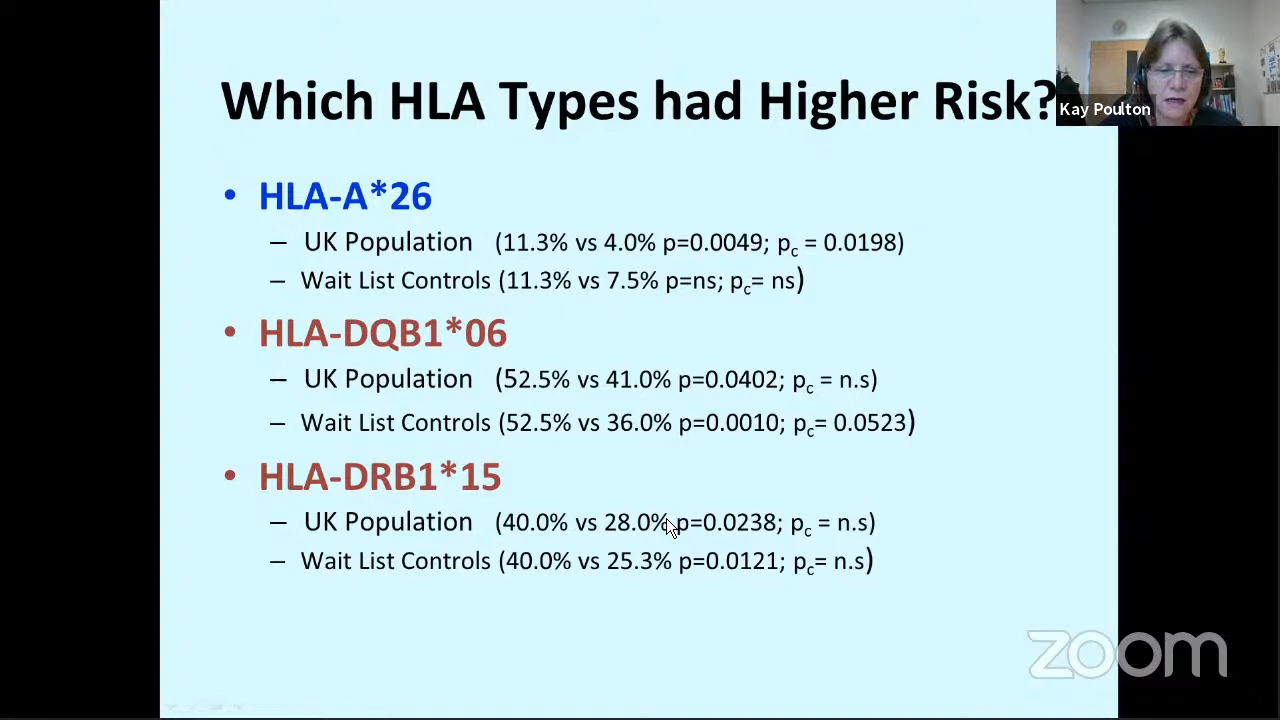 Which HLA Types had Higher Risk?
Kay Poulton
• HLA-A*26
– UK Population (11.3% vs 4.0% p=0.0049; pc = 0.0198)
– Wait List Controls (11.3% vs 7.5% p=ns; pc= ns)
• HLA-DQB1*06
– UK Population (52.5% vs 41.0% p=0.0402; pc = n.s)
– Wait List Controls (52.5% vs 36.0% p=0.0010; pc= 0.0523)
• HLA-DRB1*15
– UK Population (40.0% vs 28.0% p=0.0238; pc = n.s)
– Wait List Controls (40.0% vs 25.3% p=0.0121; pc= n.s)
zoom